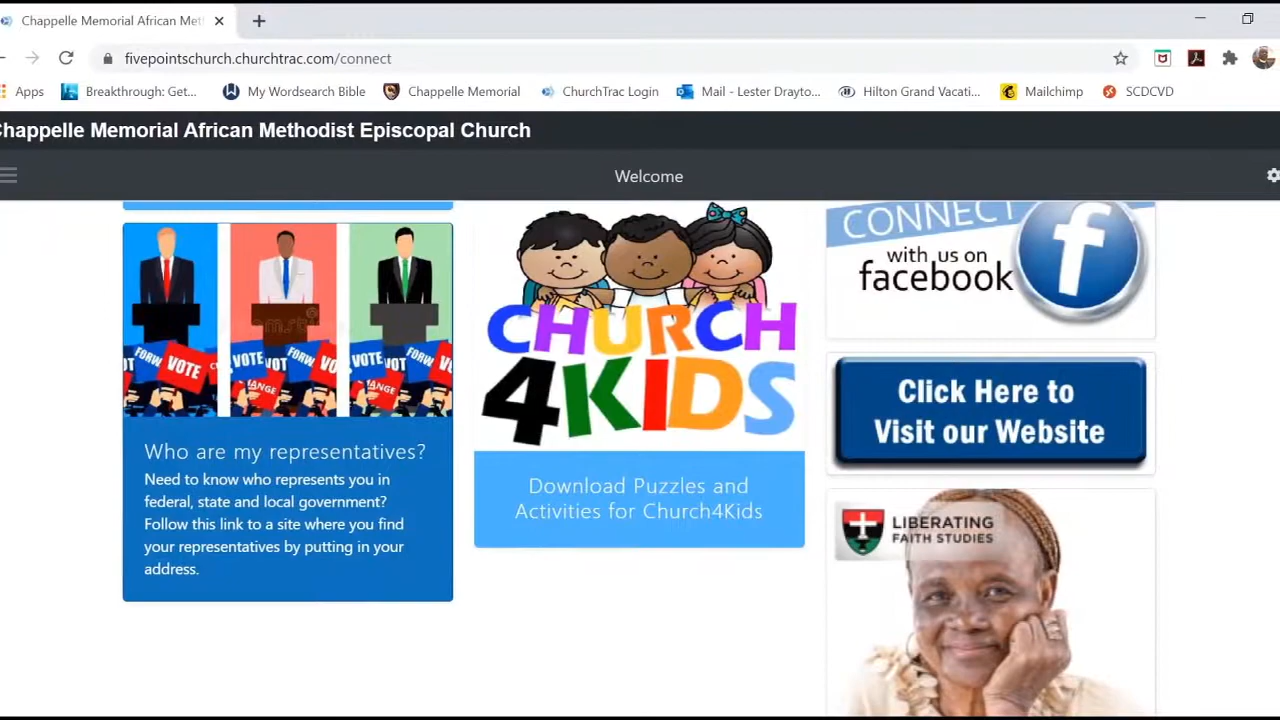 Chappelle Memorial African Met
fivepointschurch.churchtrac.com/connect
Apps
Breakthrough: Get...
My Wordsearch Bible
Chappelle Memorial
ChurchTrac Login
Mail - Lester Drayto...
Hilton Grand Vacati...
Mailchimp
SCDCVD
Chappelle Memorial African Methodist Episcopal Church
Welcome
VOTE
VOTE
VOTE
CHANGE
CHANGE
Who are my representatives?
Need to know who represents you in
federal, state and local government?
Follow this link to a site where you find
your representatives by putting in your
address.
CHURCH
4KIDS
Download Puzzles and
Activities for Church4Kids
CONNECT
with us on
facebook
Click Here to
Visit our Website
LIBERATING
FAITH STUDIES